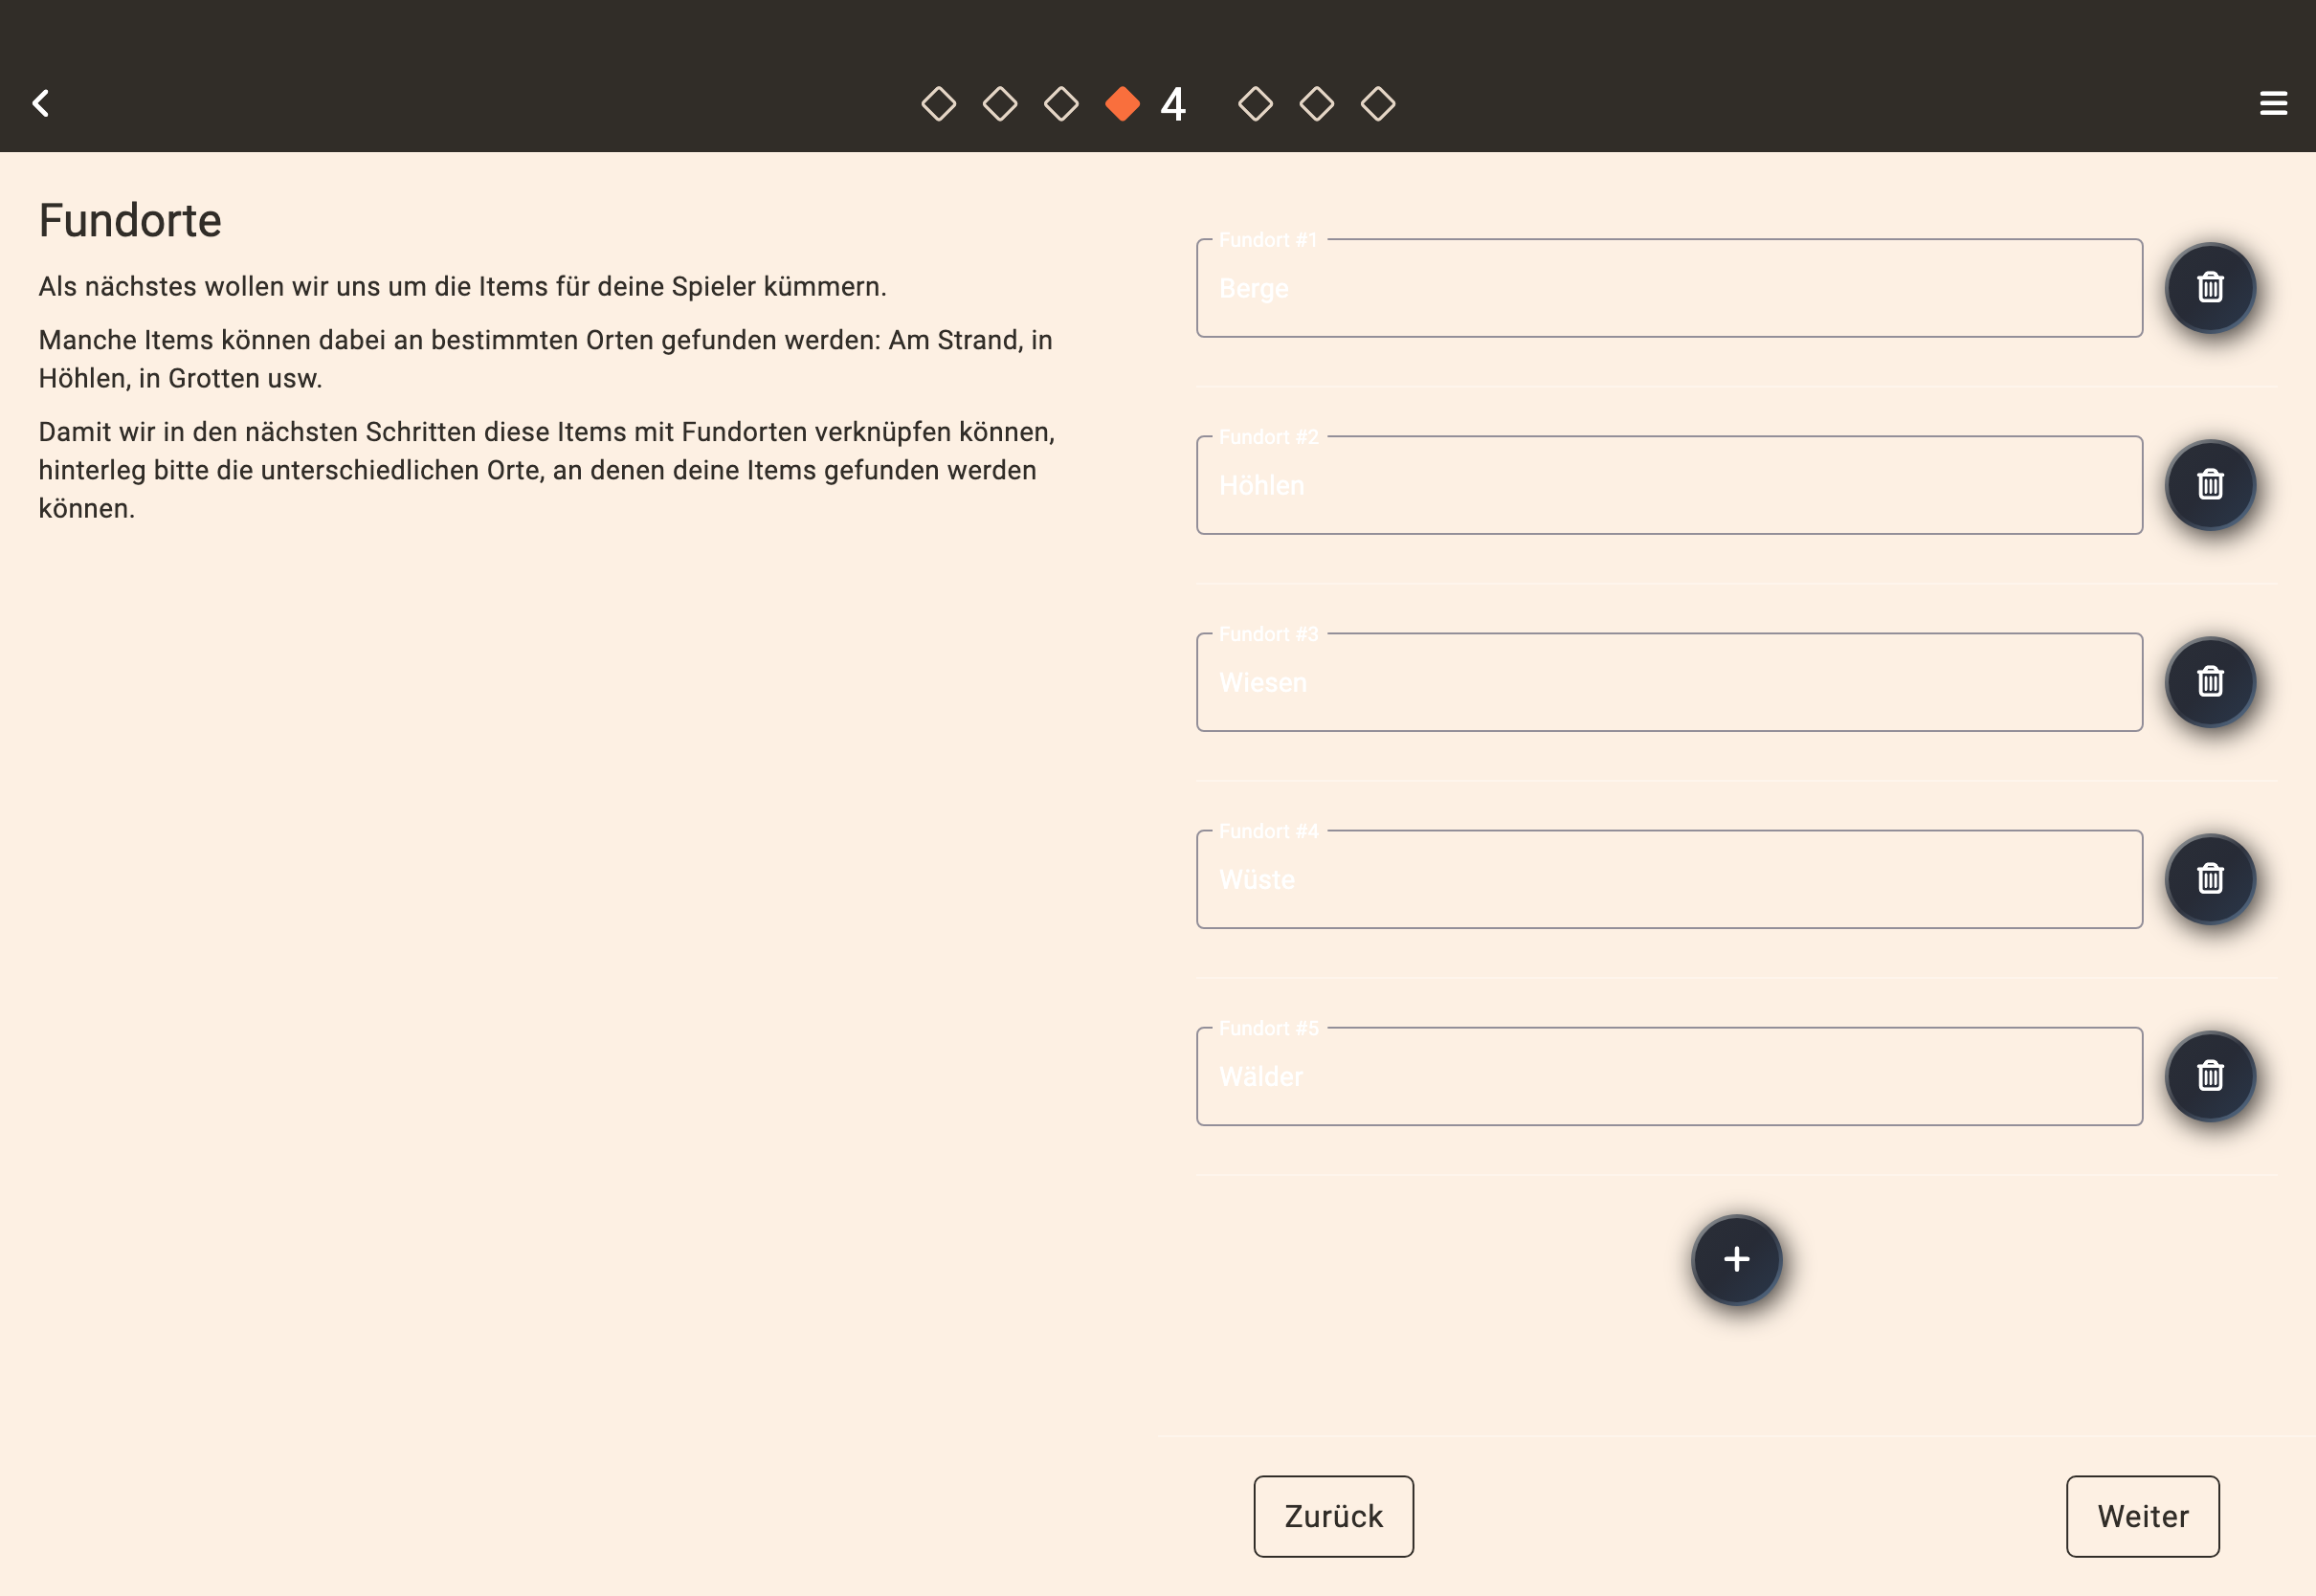 4
Fundorte
Als nächstes wollen wir uns um die Items für deine Spieler kümmern.
Manche Items können dabei an bestimmten Orten gefunden werden: Am Strand, in
Höhlen, in Grotten usw.
Damit wir in den nächsten Schritten diese Items mit Fundorten verknüpfen können,
hinterleg bitte die unterschiedlichen Orte, an denen deine Items gefunden werden
können.
Fundort #1
Berge
Fundort #2
Höhlen
Fundort #3
Wiesen
Fundort #4
Wüste
Fundort #5
Wälder
Zurück
Weiter